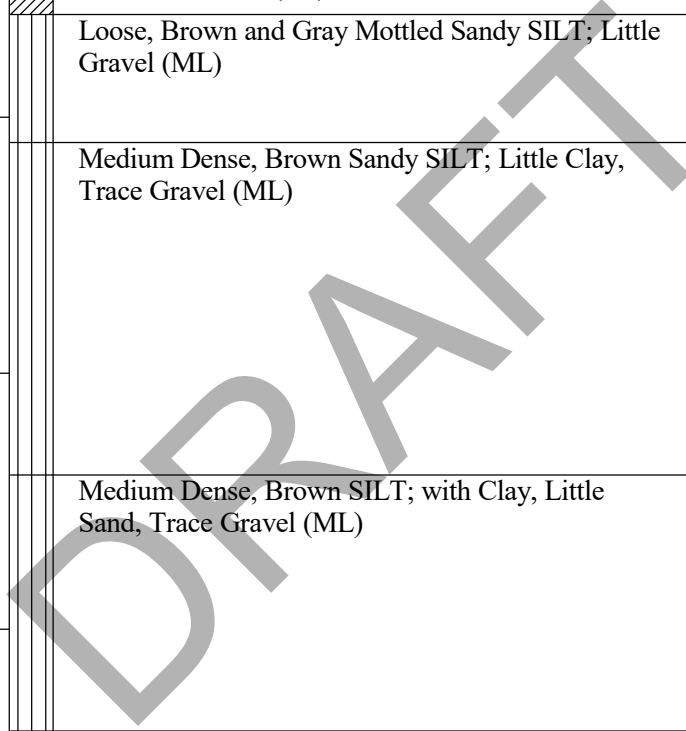 Loose, Brown and Gray Mottled Sandy SILT; Little
Gravel (ML)
Medium Dense, Brown Sandy SILT; Little Clay,
Trace Gravel (ML)
Medium Dense, Brown SILT; with Clay, Little
Sand, Trace Gravel (ML)
DRAFT